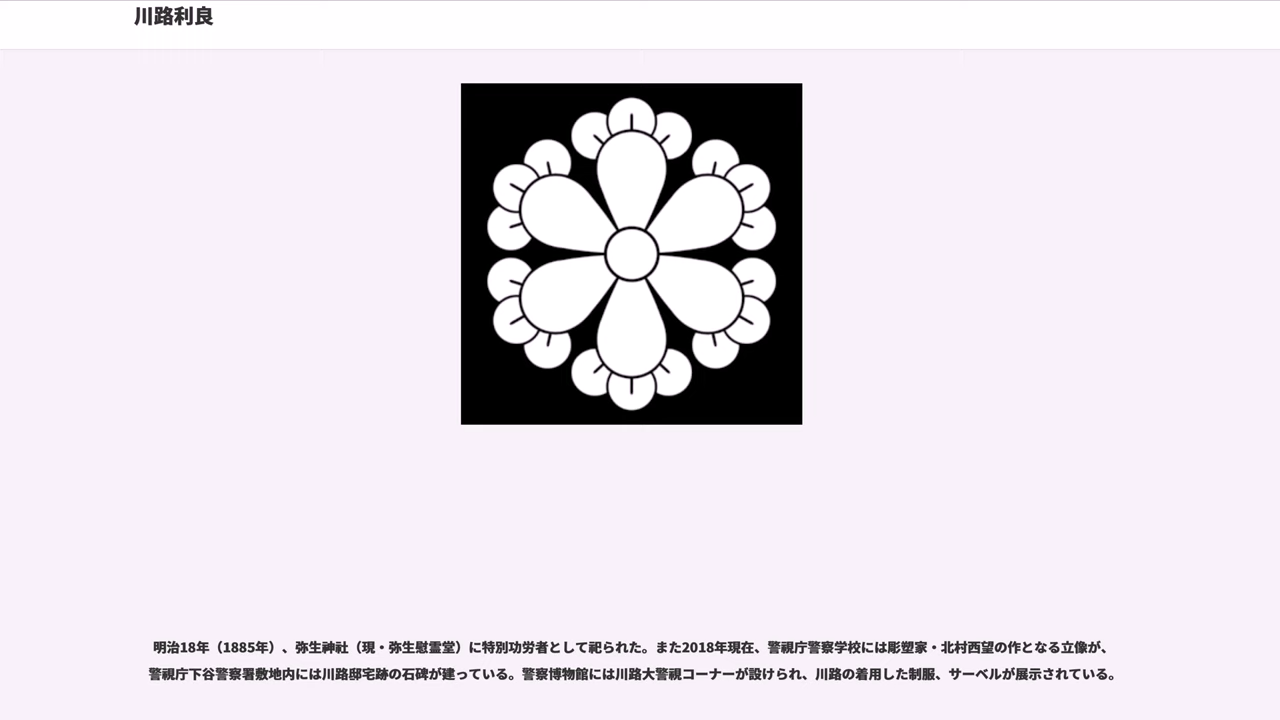 川路利良
明治18年（1885年）、弥生神社（現・弥生慰霊堂）に特別功労者として祀られた。また2018年現在、警視庁警察学校には彫塑家・北村西望の作となる立像が、
警視庁下谷警察署敷地内には川路邸宅跡の石碑が建っている。警察博物館には川路大警視コーナーが設けられ、川路の着用した制服、サーベルが展示されている。